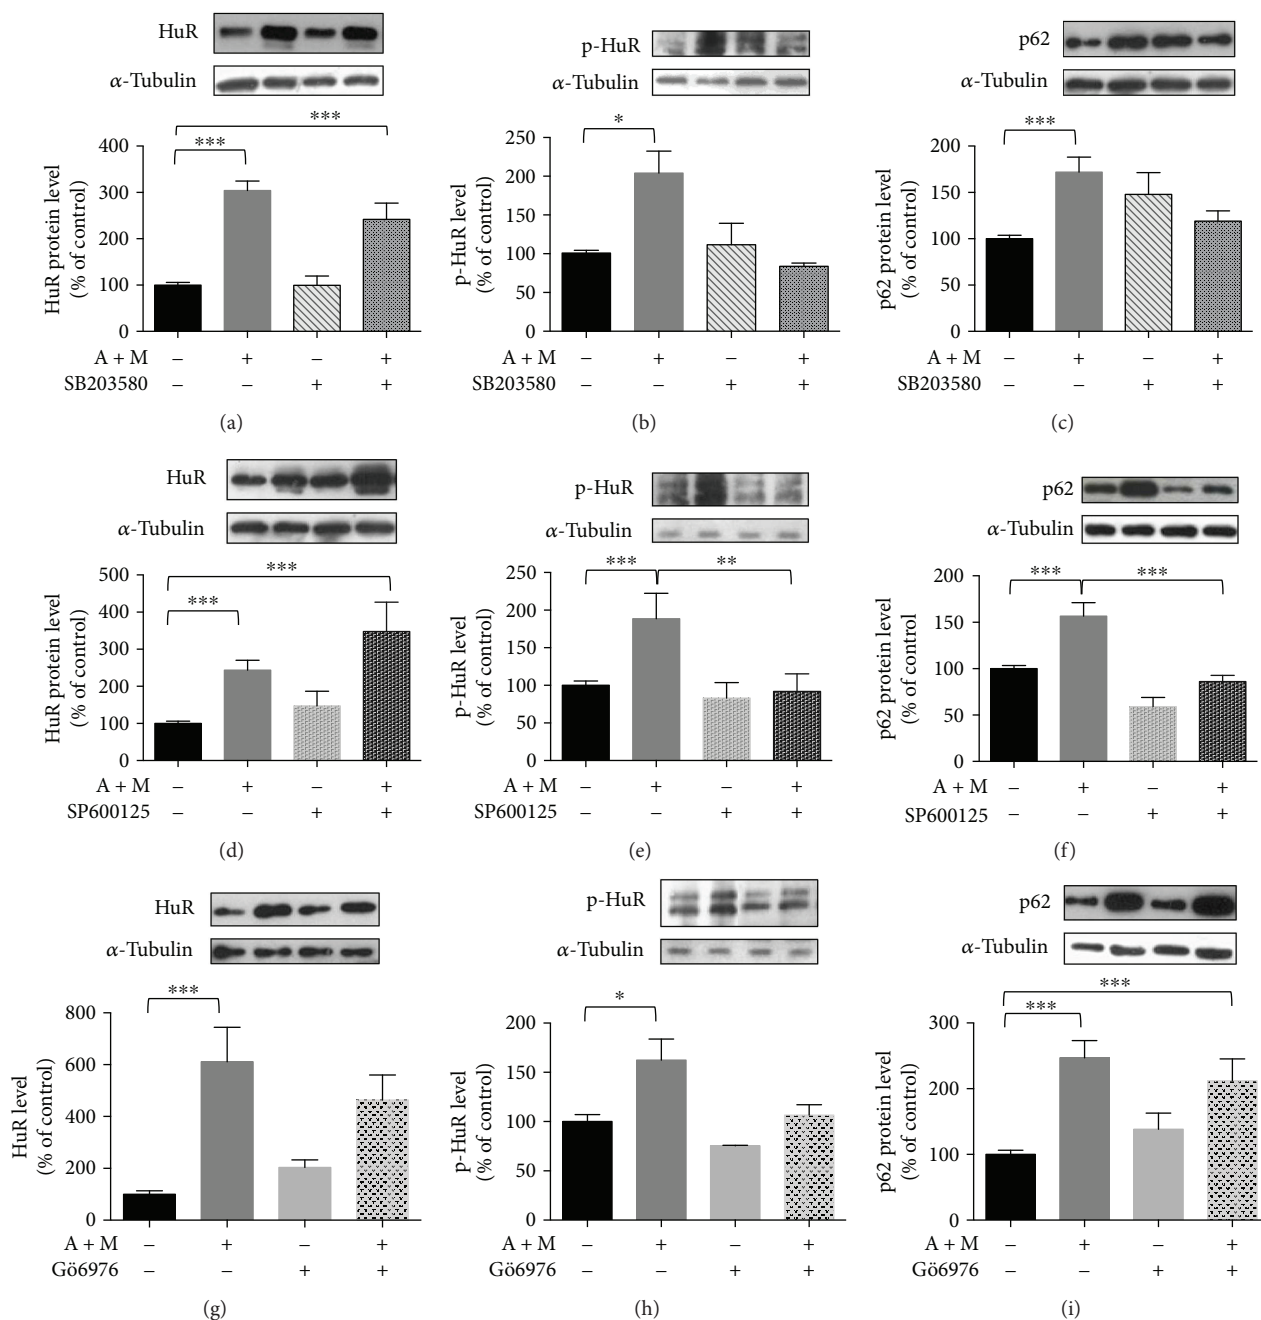 HuR
α-Tubulin
*** ***
HuR protein level
(% of control)
400
300
200
100
0
A + M – + – +
SB203580 – – + +
(a)
p-HuR
α-Tubulin
*
p-HuR level
(% of control)
250
200
150
100
50
0
A + M – + – +
SB203580 – – + +
(b)
p62
α-Tubulin
***
p62 protein level
(% of control)
200
150
100
50
0
A + M – + – +
SB203580 – – + +
(c)
HuR
α-Tubulin
*** ***
HuR protein level
(% of control)
500
400
300
200
100
0
A + M – + – +
SP600125 – – + +
(d)
p-HuR
α-Tubulin
*** **
p-HuR level
(% of control)
250
200
150
100
50
0
A + M – + – +
SP600125 – – + +
(e)
p62
α-Tubulin
*** ***
p62 protein level
(% of control
200
150
100
50
0
A + M – + – +
SP600125 – – + +
(f)
HuR
α-Tubulin
***
HuR level
(% of control)
800
600
400
200
0
A + M – + – +
Gö6976 – – + +
(g)
p-HuR
α-Tubulin
*
p-HuR level
(% of control)
200
150
100
50
0
A + M – + – +
Gö6976 – – + +
(h)
p62
α-Tubulin
*** ***
p62 protein level
(% of control)
300
200
150
100
50
0
A + M – + – +
Gö6976 – – + +
(i)